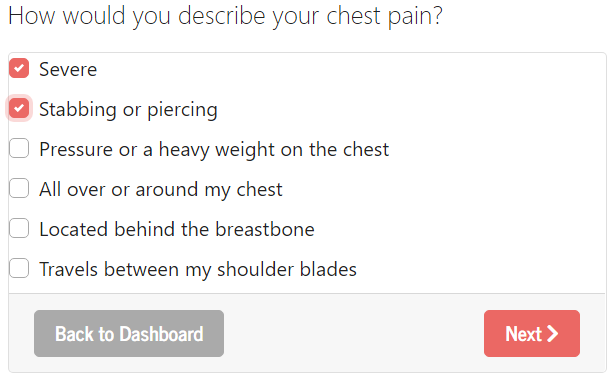 How would you describe your chest pain?
Severe
Stabbing or piercing
Pressure or a heavy weight on the chest
All over or around my chest
Located behind the breastbone
Travels between my shoulder blades
Back to Dashboard
Next